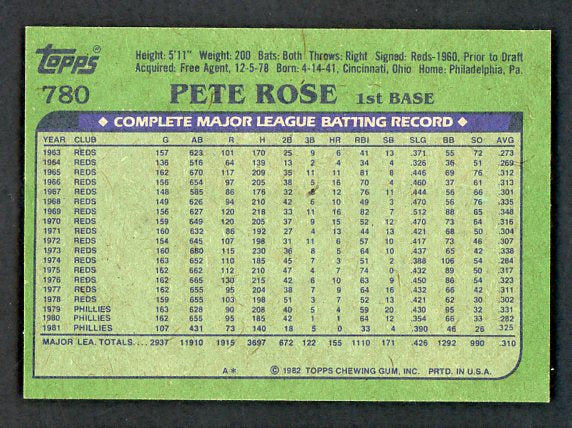 Topps Height: 5'11" Weight: 200 Bats: Both Throws: Right Signed: Reds-1960, Prior to Draft
Acquired: Free Agent, 12-5-78 Born: 4-14-41, Cincinnati, Ohio Home: Philadelphia, Pa.
780 PETE ROSE 1st BASE
COMPLETE MAJOR LEAGUE BATTING RECORD
YEAR CLUB G AB R H 2B 3B HR RBI SB SLG BB SO AVG
1963 REDS 157 623 101 170 25 9 6 41 13 .371 55 72 .273
1964 REDS 136 516 64 139 13 2 4 34 4 .326 36 51 .269
1965 REDS 162 670 117 209 35 11 11 81 8 .446 69 76 .312
1966 REDS 156 654 97 205 38 5 16 70 4 .460 37 61 .313
1967 REDS 148 585 86 176 32 8 12 76 11 .444 56 66 .301
1968 REDS 149 626 94 210 42 6 10 49 3 .470 56 76 .335
1969 REDS 156 627 120 218 33 11 16 82 7 .512 88 65 .348
1970 REDS 159 649 120 205 37 9 15 52 12 .470 73 64 .316
1971 REDS 160 632 86 192 27 4 13 44 13 .421 68 50 .304
1972 REDS 154 645 107 198 31 11 6 57 10 .417 73 46 .307
1973 REDS 160 680 115 230 36 8 5 64 10 .437 65 42 .338
1974 REDS 163 652 110 185 45 7 3 51 2 .388 106 54 .284
1975 REDS 162 662 112 210 47 4 7 74 0 .432 89 50 .317
1976 REDS 162 665 130 215 42 6 10 63 9 .450 86 54 .323
1977 REDS 162 655 95 204 38 7 9 64 16 .432 66 42 .311
1978 REDS 159 655 103 198 51 3 7 52 13 .421 62 30 .302
1979 PHILLIES 163 628 90 208 40 5 4 59 20 .430 95 32 .331
1980 PHILLIES 162 655 95 185 42 1 1 64 12 .354 66 33 .282
1981 PHILLIES 107 431 73 140 18 5 0 33 4 .390 46 26 .325
MAJOR LEA. TOTALS.... 2937 11910 1915 3697 672 122 155 1110 171 .426 1292 990 .310
A* © 1982 TOPPS CHEWING GUM, INC. PRTD. IN U.S.A.